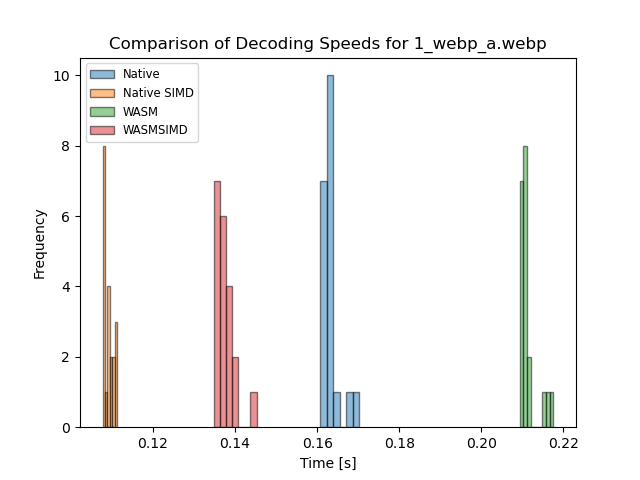 Comparison of Decoding Speeds for 1_webp_a.webp
Native
Native SIMD
WASM
WASMSIMD
Frequency
10
8
6
4
2
0
0.12 0.14 0.16 0.18 0.20 0.22
Time [s]